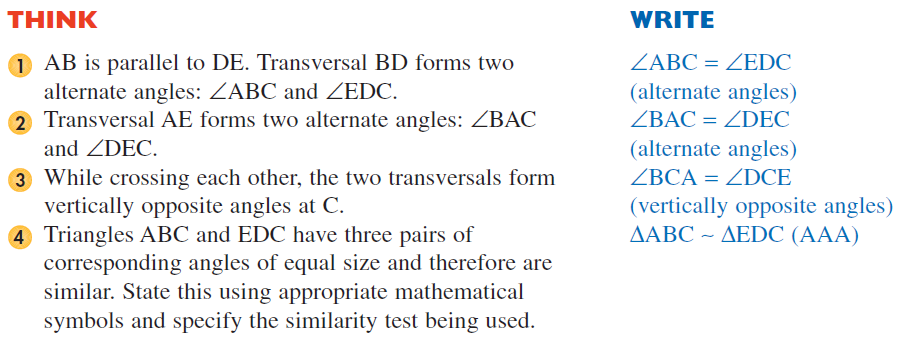 THINK
WRITE
1 AB is parallel to DE. Transversal BD forms two
alternate angles: ∠ABC and ∠EDC.
2 Transversal AE forms two alternate angles: ∠BAC
and ∠DEC.
3 While crossing each other, the two transversals form
vertically opposite angles at C.
4 Triangles ABC and EDC have three pairs of
corresponding angles of equal size and therefore are
similar. State this using appropriate mathematical
symbols and specify the similarity test being used.
∠ABC = ∠EDC
(alternate angles)
∠BAC = ∠DEC
(alternate angles)
∠BCA = ∠DCE
(vertically opposite angles)
ΔABC ~ ΔEDC (AAA)